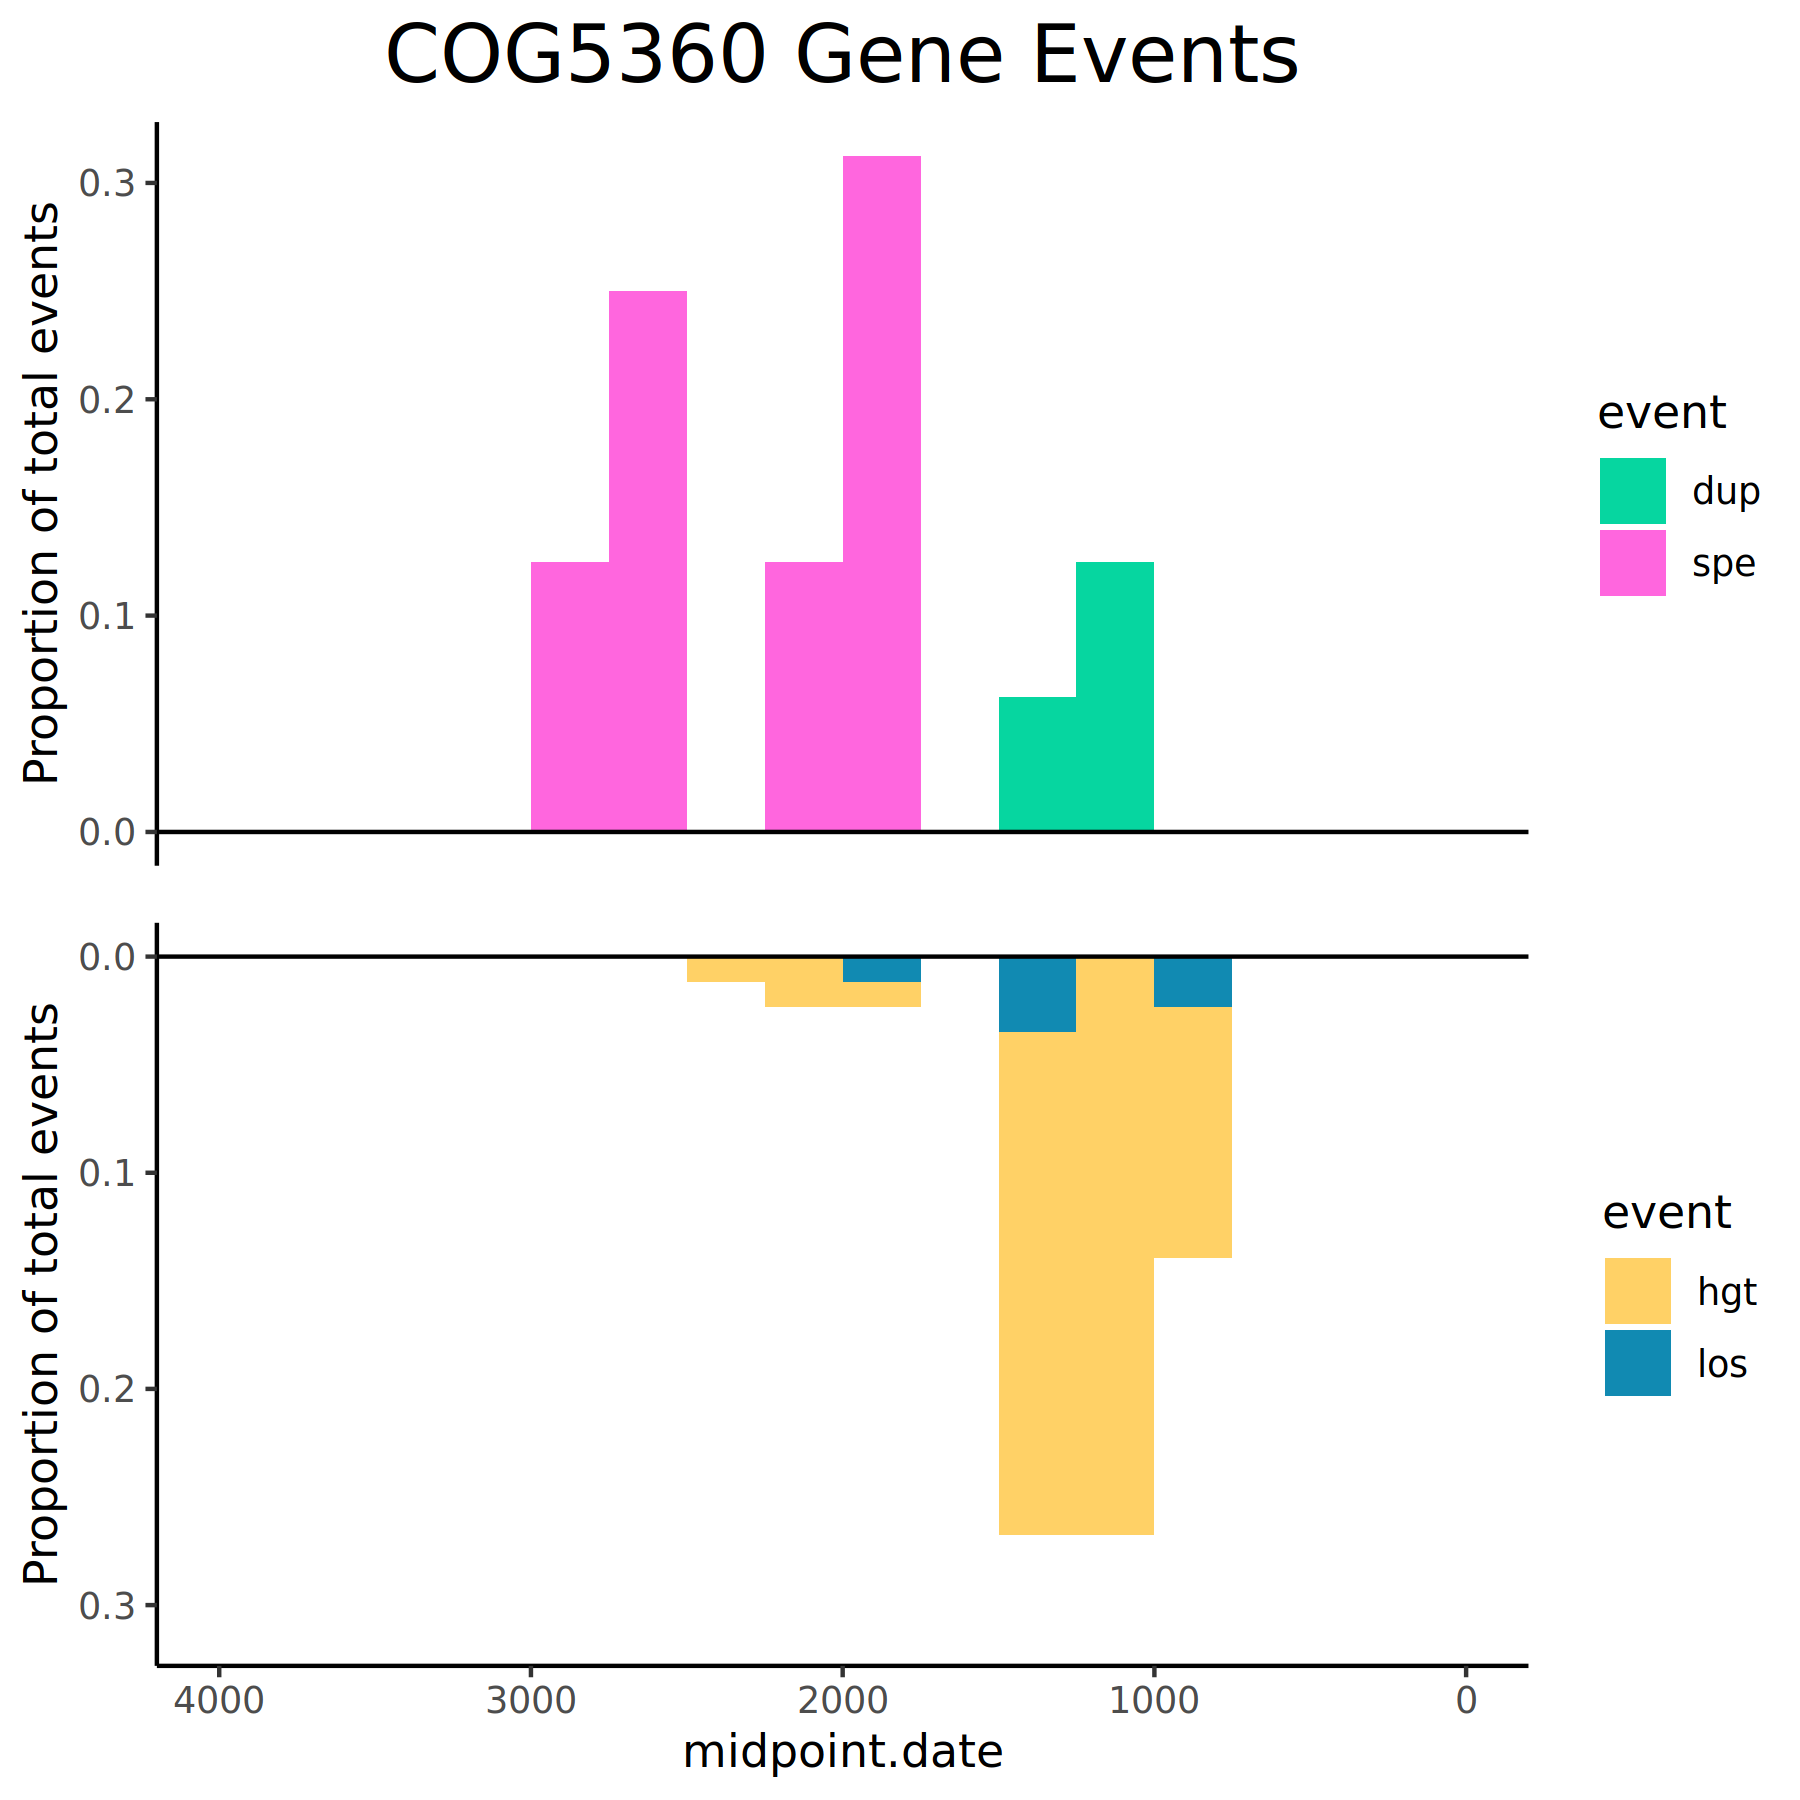 COG5360 Gene Events
Proportion of total events
0.3
0.2
0.1
0.0
event
dup
spe
Proportion of total events
0.0
0.1
0.2
0.3
event
hgt
los
4000 3000 2000 1000 0
midpoint.date